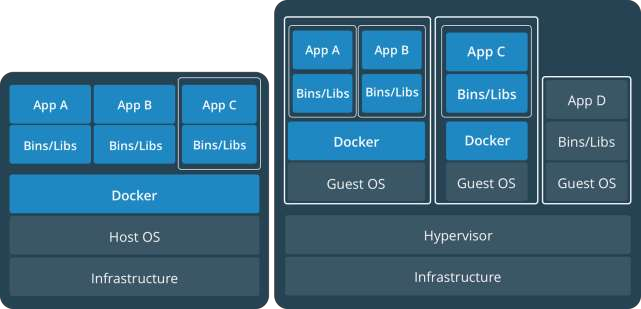 App A App B App C
Bins/Libs Bins/Libs Bins/Libs
Docker
Host OS
Infrastructure
App A App B App C
Bins/Libs Bins/Libs Bins/Libs
App D
Docker Docker Bins/Libs
Guest OS Guest OS Guest OS
Hypervisor
Infrastructure